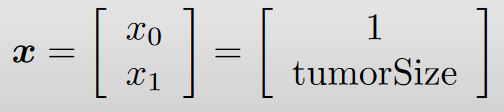 x = [ x₀ ] = [ 1 ]
[ x₁ ] [ tumorSize ]